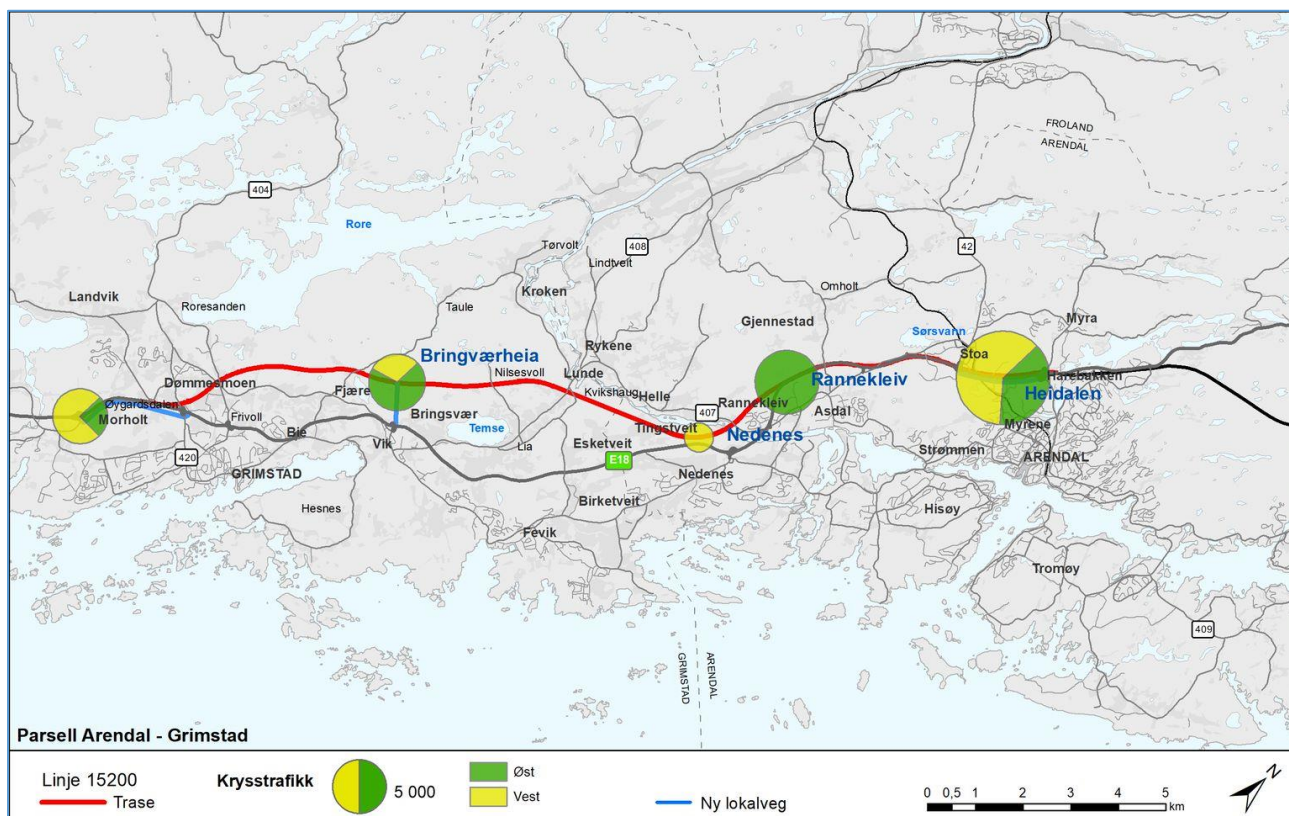 FROLAND
ARENDAL
404
Rore
408
42
Tørvolt
Lindtveit
Landvik
Krøken
Omholt
Roresanden
Taule
Gjennestad
Myra
Sørsvann
Rykene
Stoa
Bringværheia
Nilsesvoll
Lunde
Rannekleiv
Harebakken
Dømmesmoen
Fjære
Kvikshaug
Helle
Heidalen
Øygardsdalen
Rannekleiv
407
Asdal
Morholt
Frivoll
Bringsvær
Temse
Tingstveit
Nedenes
Myrene
Bie
Vik
Lia
Esketveit
Strømmen
ARENDAL
420
E18
GRIMSTAD
Nedenes
Hesnes
Birketveit
Hisøy
Fevik
Tromøy
409
GRIMSTAD
ARENDAL
Parsell Arendal - Grimstad
Linje 15200
Trase
Krysstrafikk
5 000
Øst
Vest
Ny lokalveg
0 0,5 1 2 3 4 5
km
N